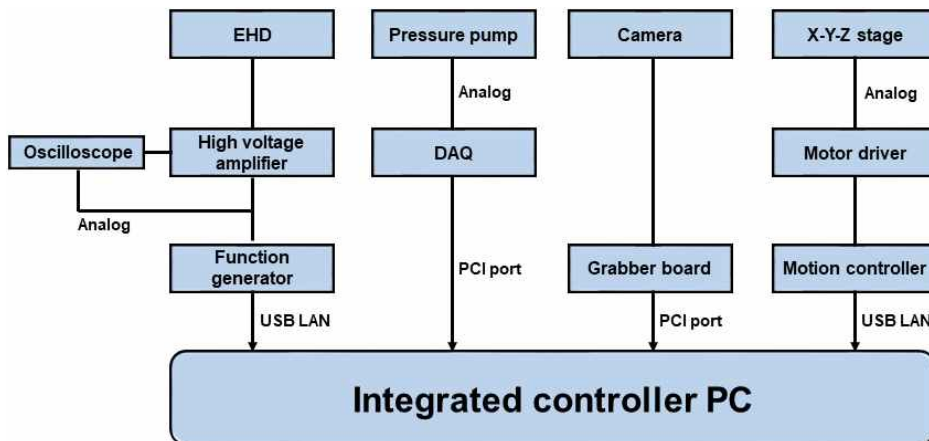 EHD
Pressure pump
Camera
X-Y-Z stage
Analog
Analog
Oscilloscope
High voltage
amplifier
DAQ
Motor driver
Analog
Function
generator
PCI port
Grabber board
Motion controller
USB LAN
PCI port
USB LAN
Integrated controller PC